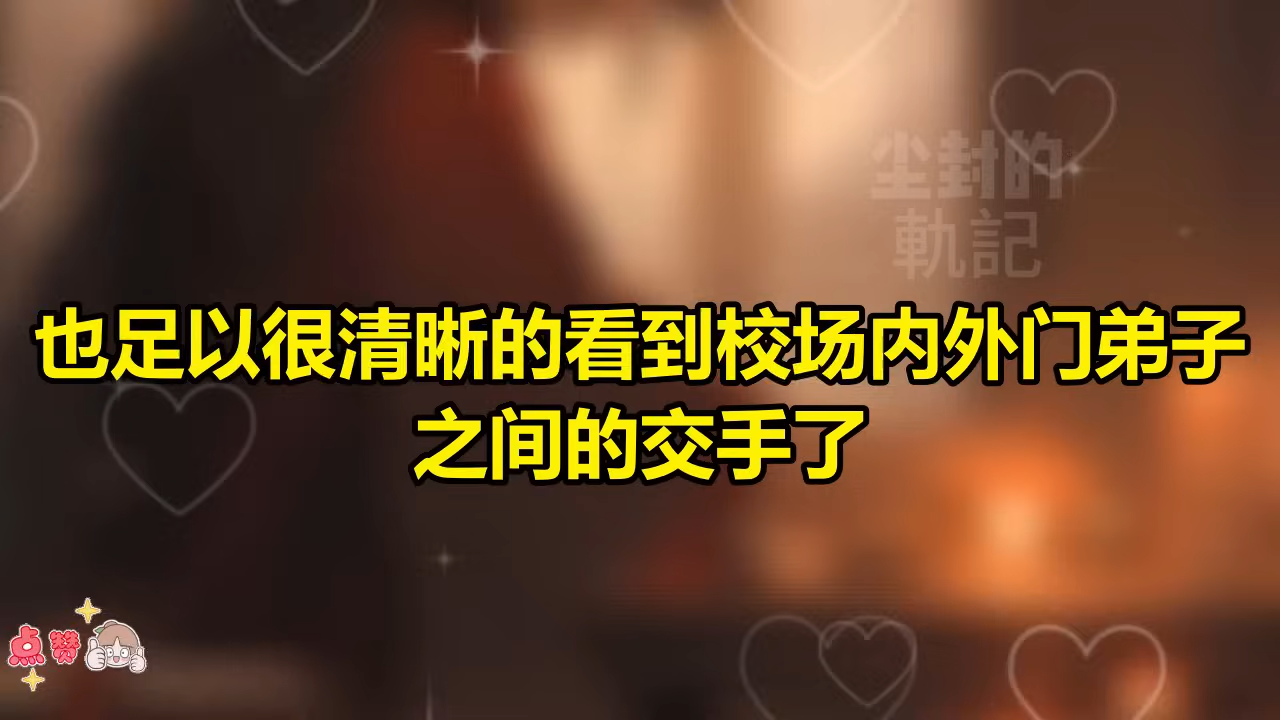 尘封的
軌記
也足以很清晰的看到校场内外门弟子
之间的交手了
点赞